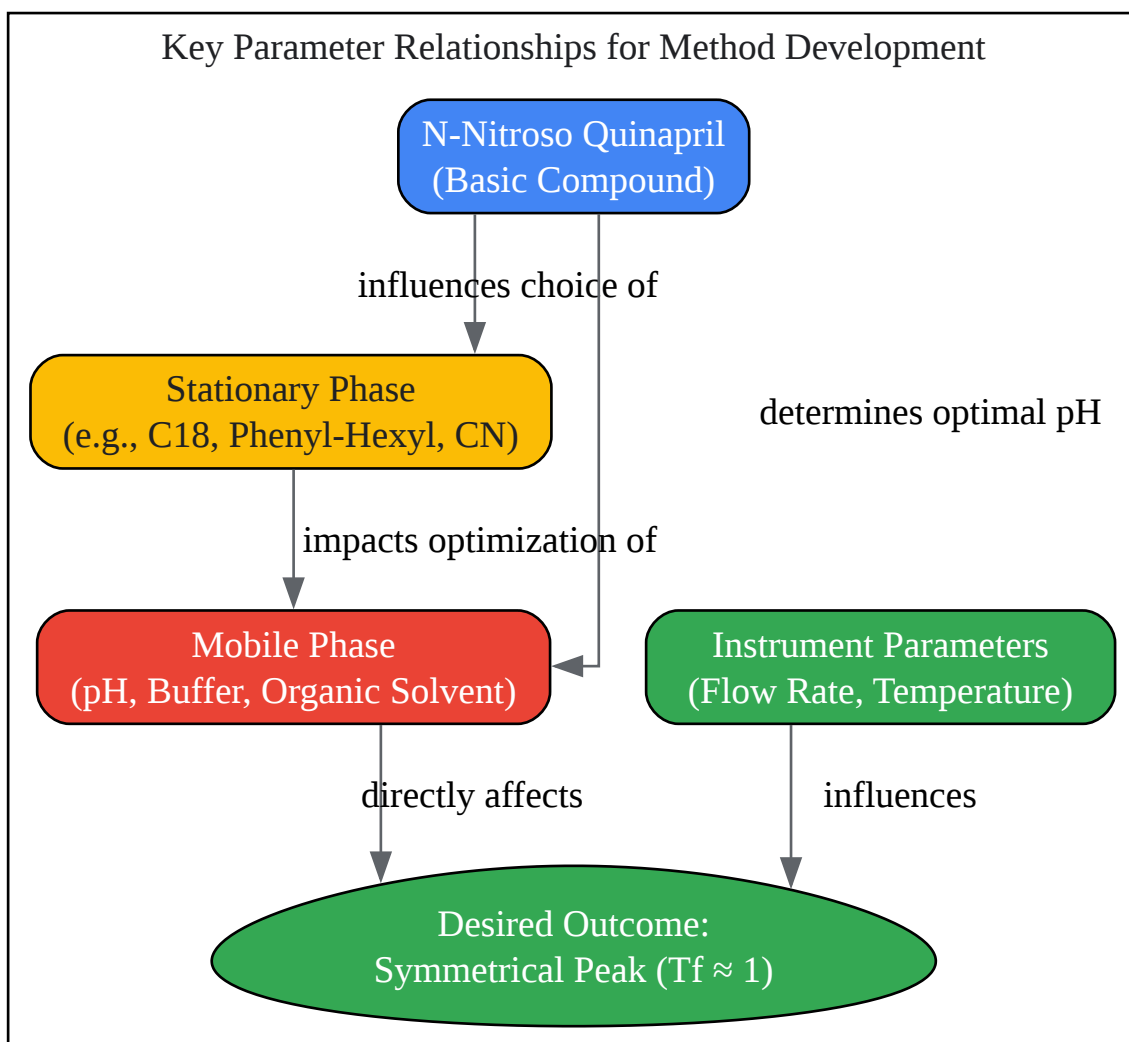 Key Parameter Relationships for Method Development
N-Nitroso Quinapril
(Basic Compound)
influences choice of
Stationary Phase
(e.g., C18, Phenyl-Hexyl, CN)
determines optimal pH
impacts optimization of
Mobile Phase
(pH, Buffer, Organic Solvent)
Instrument Parameters
(Flow Rate, Temperature)
directly affects
influences
Desired Outcome:
Symmetrical Peak (Tf ≈ 1)